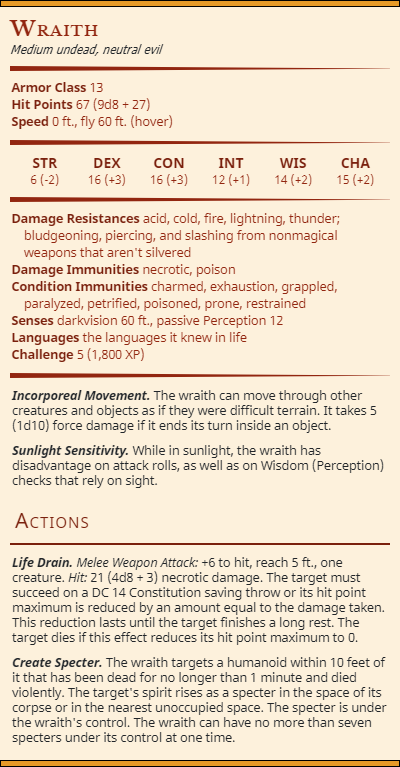 Wraith
Medium undead, neutral evil
Armor Class 13
Hit Points 67 (9d8 + 27)
Speed 0 ft., fly 60 ft. (hover)
STR DEX CON INT WIS CHA
6 (-2) 16 (+3) 16 (+3) 12 (+1) 14 (+2) 15 (+2)
Damage Resistances acid, cold, fire, lightning, thunder;
bludgeoning, piercing, and slashing from nonmagical
weapons that aren't silvered
Damage Immunities necrotic, poison
Condition Immunities charmed, exhaustion, grappled,
paralyzed, petrified, poisoned, prone, restrained
Senses darkvision 60 ft., passive Perception 12
Languages the languages it knew in life
Challenge 5 (1,800 XP)
Incorporeal Movement. The wraith can move through other
creatures and objects as if they were difficult terrain. It takes 5
(1d10) force damage if it ends its turn inside an object.
Sunlight Sensitivity. While in sunlight, the wraith has
disadvantage on attack rolls, as well as on Wisdom (Perception)
checks that rely on sight.
Actions
Life Drain. Melee Weapon Attack: +6 to hit, reach 5 ft., one
creature. Hit: 21 (4d8 + 3) necrotic damage. The target must
succeed on a DC 14 Constitution saving throw or its hit point
maximum is reduced by an amount equal to the damage taken.
This reduction lasts until the target finishes a long rest. The
target dies if this effect reduces its hit point maximum to 0.
Create Specter. The wraith targets a humanoid within 10 feet of
it that has been dead for no longer than 1 minute and died
violently. The target's spirit rises as a specter in the space of its
corpse or in the nearest unoccupied space. The specter is under
the wraith's control. The wraith can have no more than seven
specters under its control at one time.